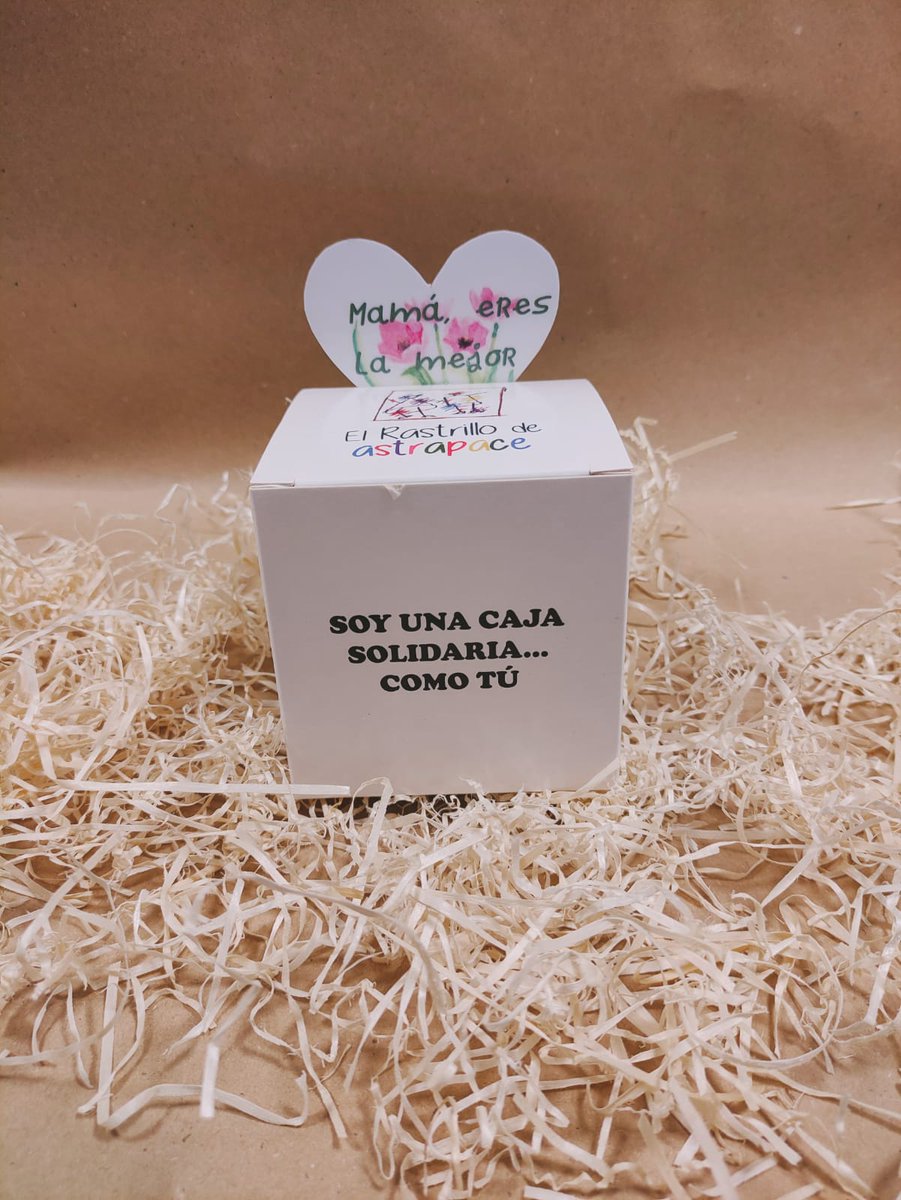 Mamá, eres
La mejor
El Rastrillo de
astrapace
SOY UNA CAJA
SOLIDARIA...
COMO TÚ